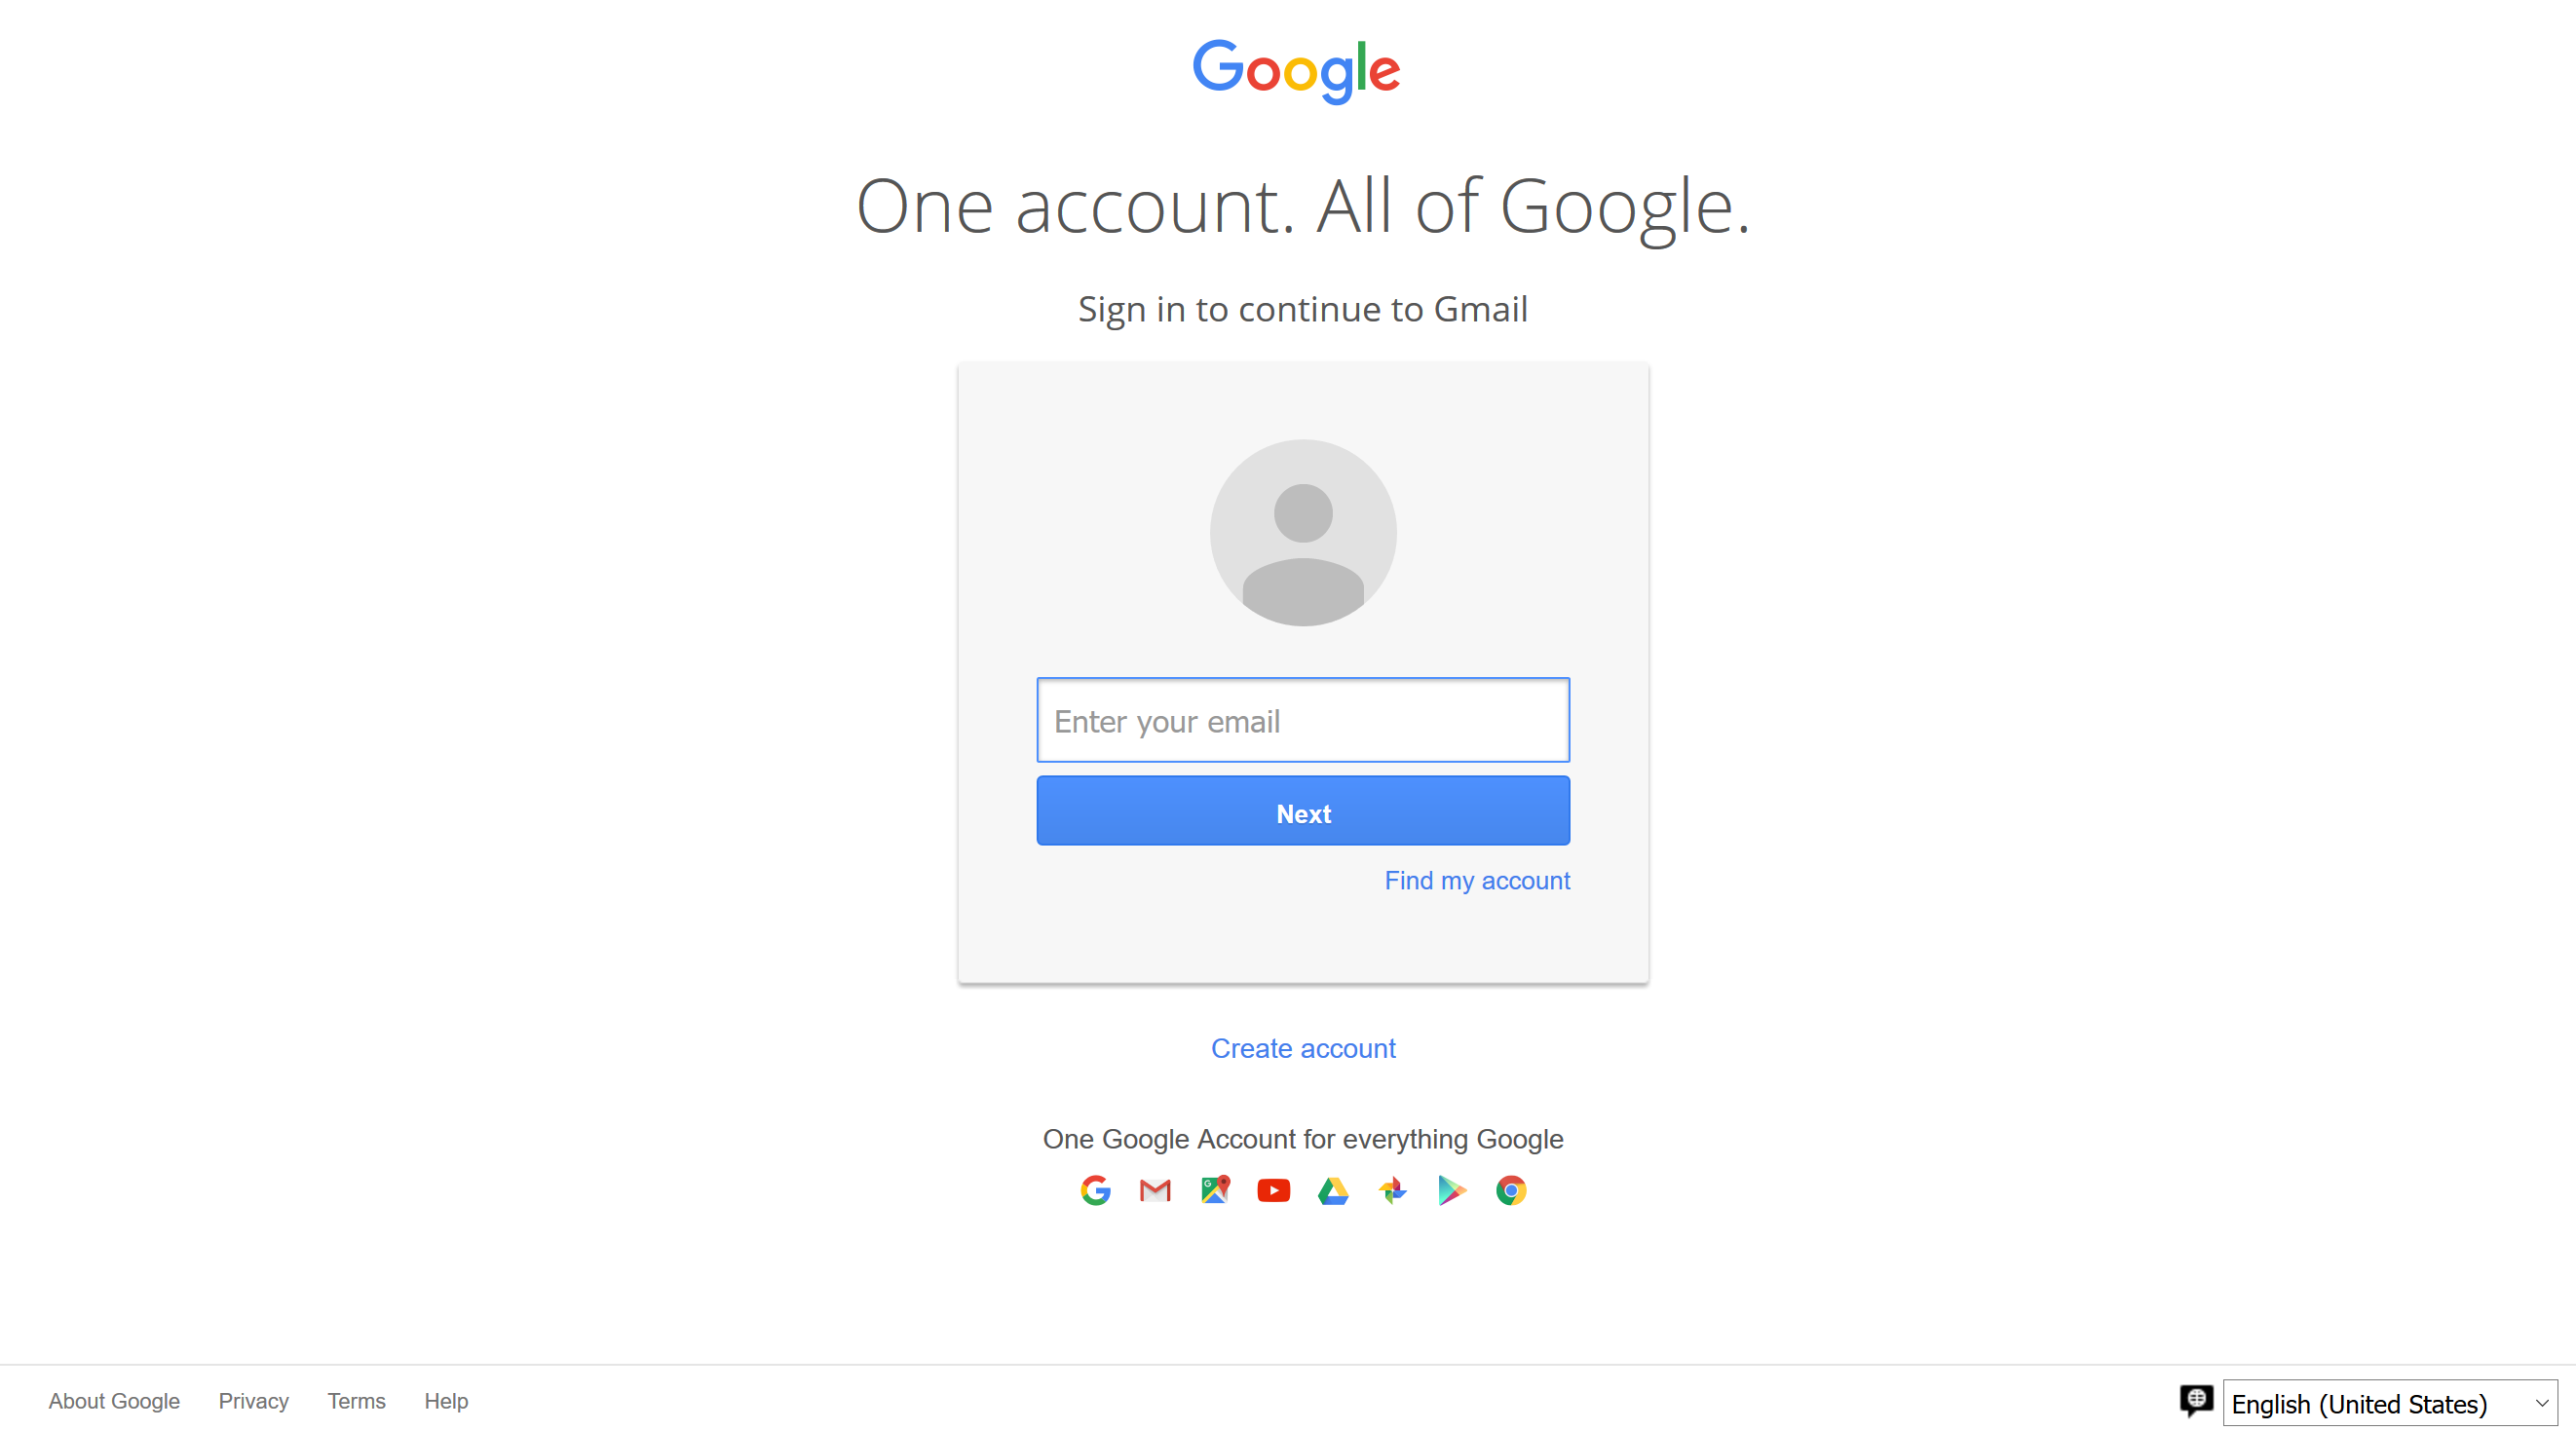 Google
One account. All of Google.
Sign in to continue to Gmail
Enter your email
Next
Find my account
Create account
One Google Account for everything Google
About Google Privacy Terms Help English (United States)